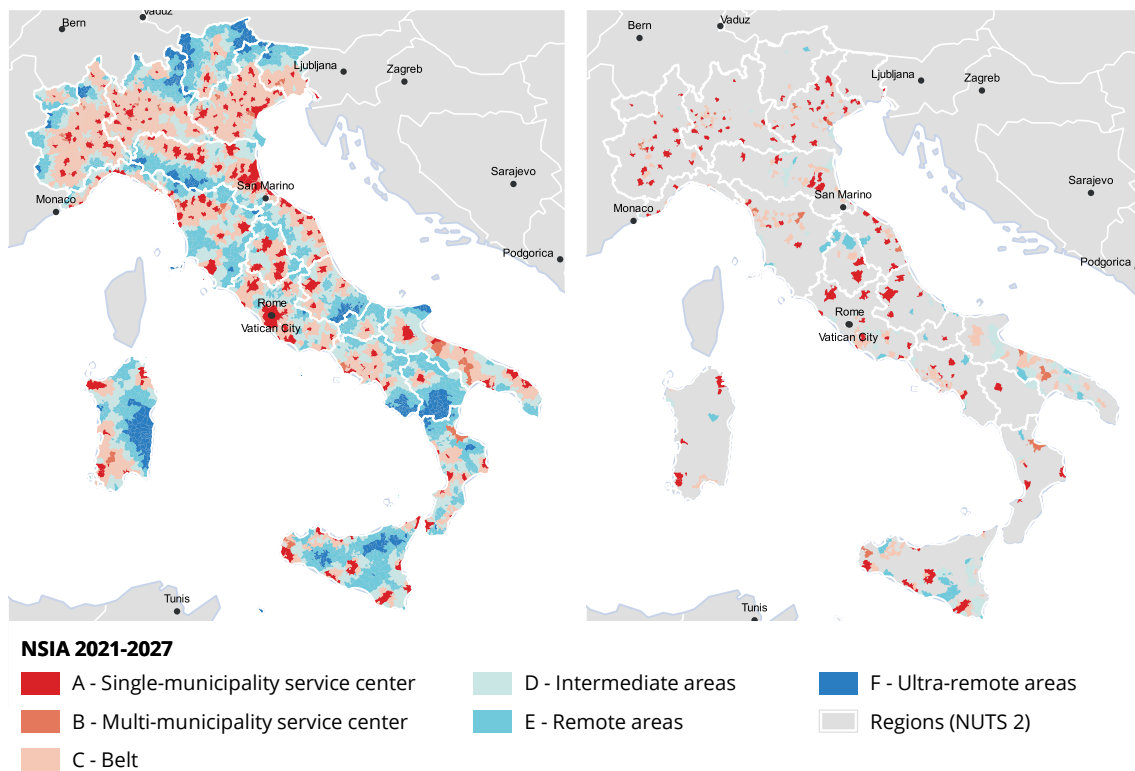 Bern
Vaduz
Ljubljana
Zagreb
Sarajevo
San Marino
Monaco
Podgorica
Rome
Vatican City
Tunis
Bern
Vaduz
Ljubljana
Zagreb
Sarajevo
San Marino
Monaco
Podgorica
Rome
Vatican City
Tunis
NSIA 2021-2027
A - Single-municipality service center
B - Multi-municipality service center
C - Belt
D - Intermediate areas
E - Remote areas
F - Ultra-remote areas
Regions (NUTS 2)